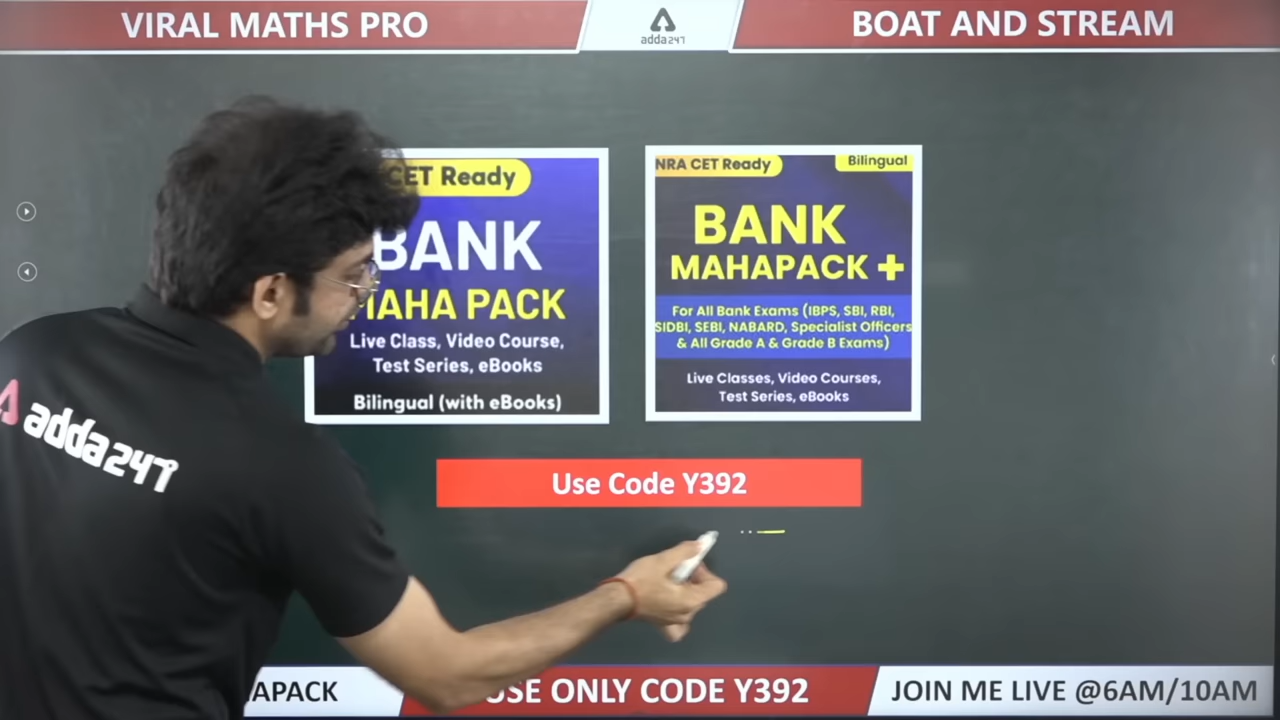 VIRAL MATHS PRO
adda247
BOAT AND STREAM
CET Ready
BANK
MAHA PACK
Live Class, Video Course,
Test Series, eBooks
Bilingual (with eBooks)
NRA CET Ready
Bilingual
BANK
MAHAPACK +
For All Bank Exams (IBPS, SBI, RBI,
SIDBI, SEBI, NABARD, Specialist Officers
& All Grade A & Grade B Exams)
Live Classes, Video Courses,
Test Series, eBooks
Use Code Y392
adda247
APACK
USE ONLY CODE Y392
JOIN ME LIVE @6AM/10AM